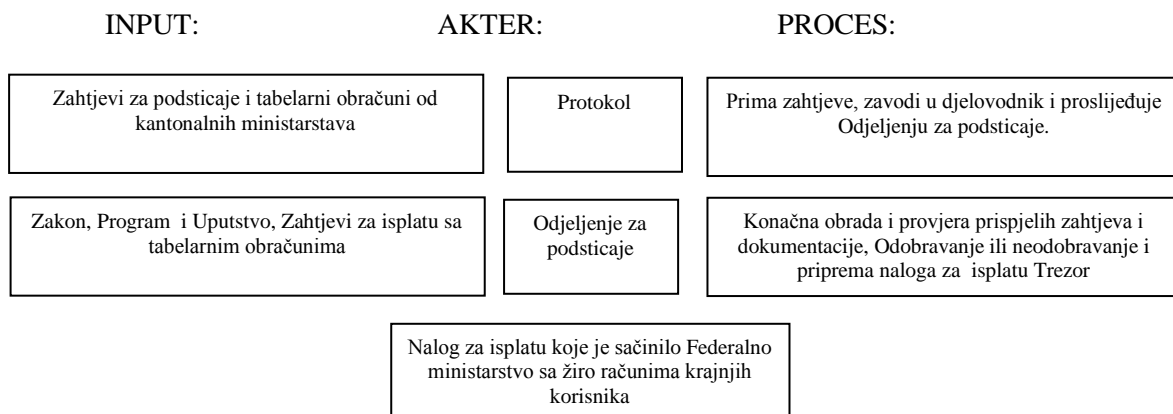 INPUT: AKTER: PROCES:
Zahtjevi za podsticaje i tabelarni obračuni od
kantonalnih ministarstava
Protokol
Prima zahtjeve, zavodi u djelovodnik i proslijeđuje
Odjeljenju za podsticaje.
Zakon, Program i Uputstvo, Zahtjevi za isplatu sa
tabelarnim obračunima
Odjeljenje za
podsticaje
Konačna obrada i provjera prispjelih zahtjeva i
dokumentacije, Odobravanje ili neodobravanje i
priprema naloga za isplatu Trezor
Nalog za isplatu koje je sačinilo Federalno
ministarstvo sa žiro računima krajnjih
korisnika